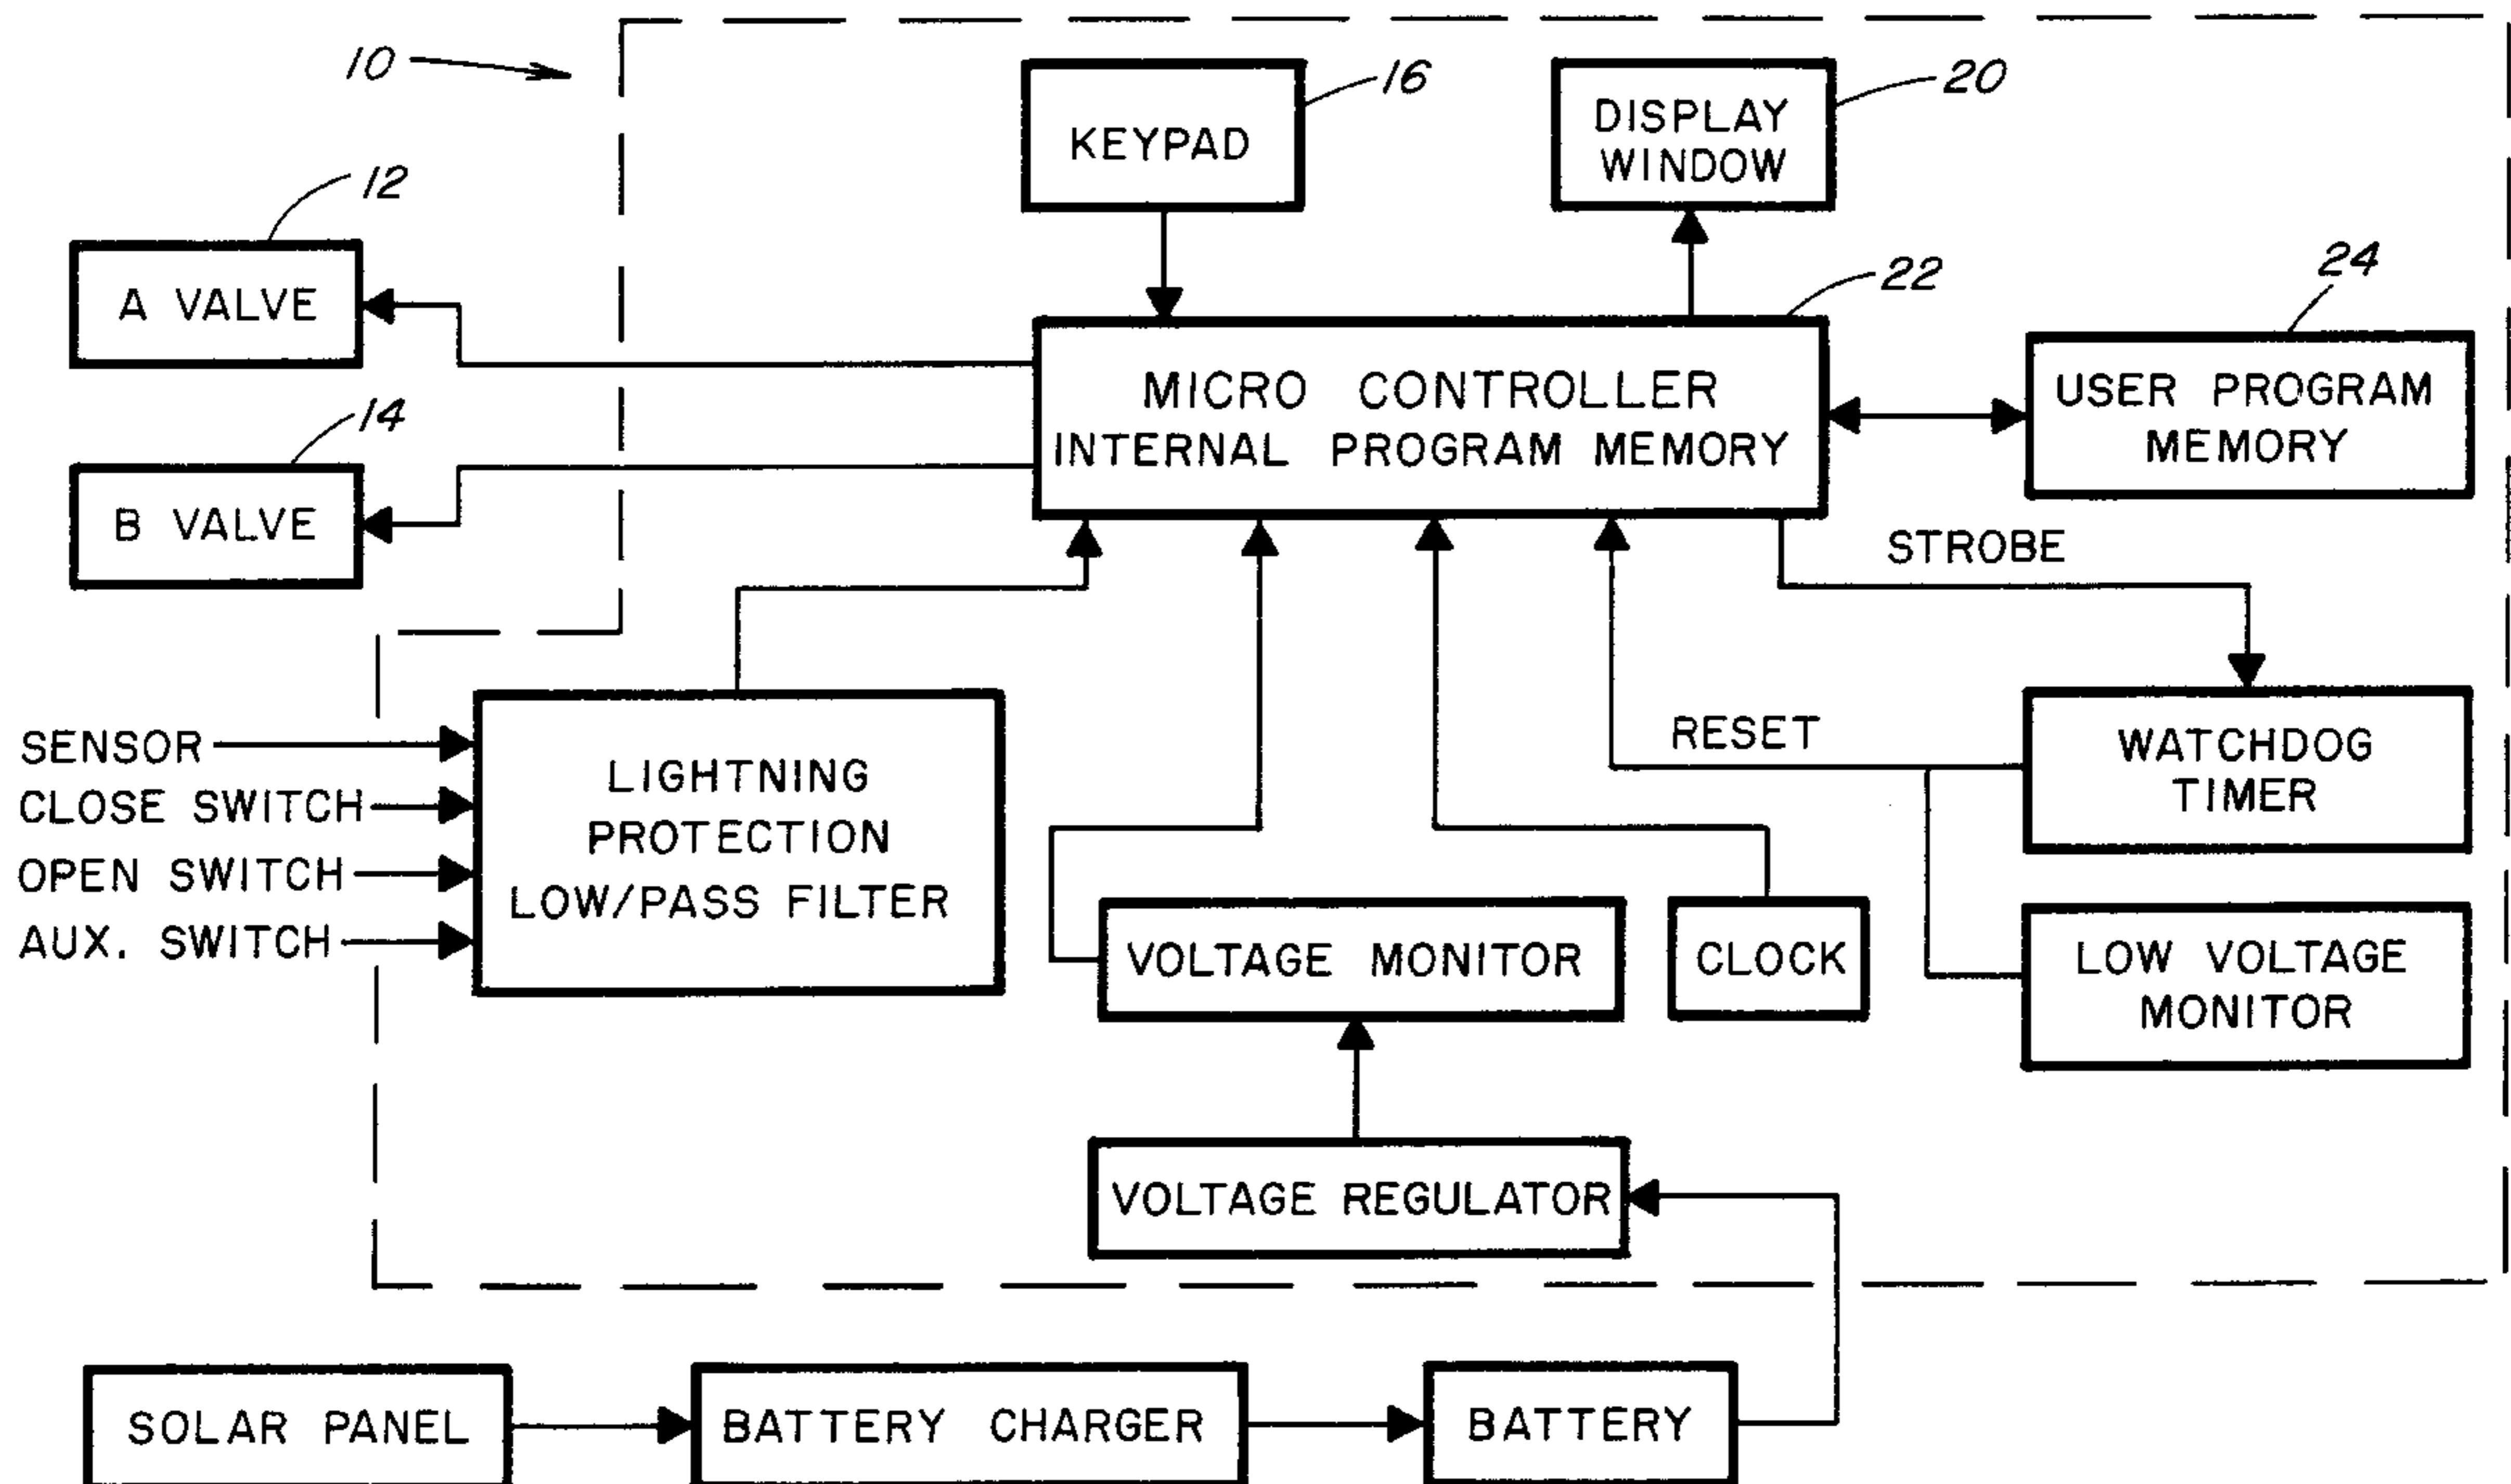 10
16
20
KEYPAD
DISPLAY
WINDOW
12
A VALVE
22
24
MICRO CONTROLLER
INTERNAL PROGRAM MEMORY
USER PROGRAM
MEMORY
14
B VALVE
STROBE
SENSOR
CLOSE SWITCH
OPEN SWITCH
AUX. SWITCH
LIGHTNING
PROTECTION
LOW/PASS FILTER
RESET
WATCHDOG
TIMER
VOLTAGE MONITOR
CLOCK
LOW VOLTAGE
MONITOR
VOLTAGE REGULATOR
SOLAR PANEL
BATTERY CHARGER
BATTERY